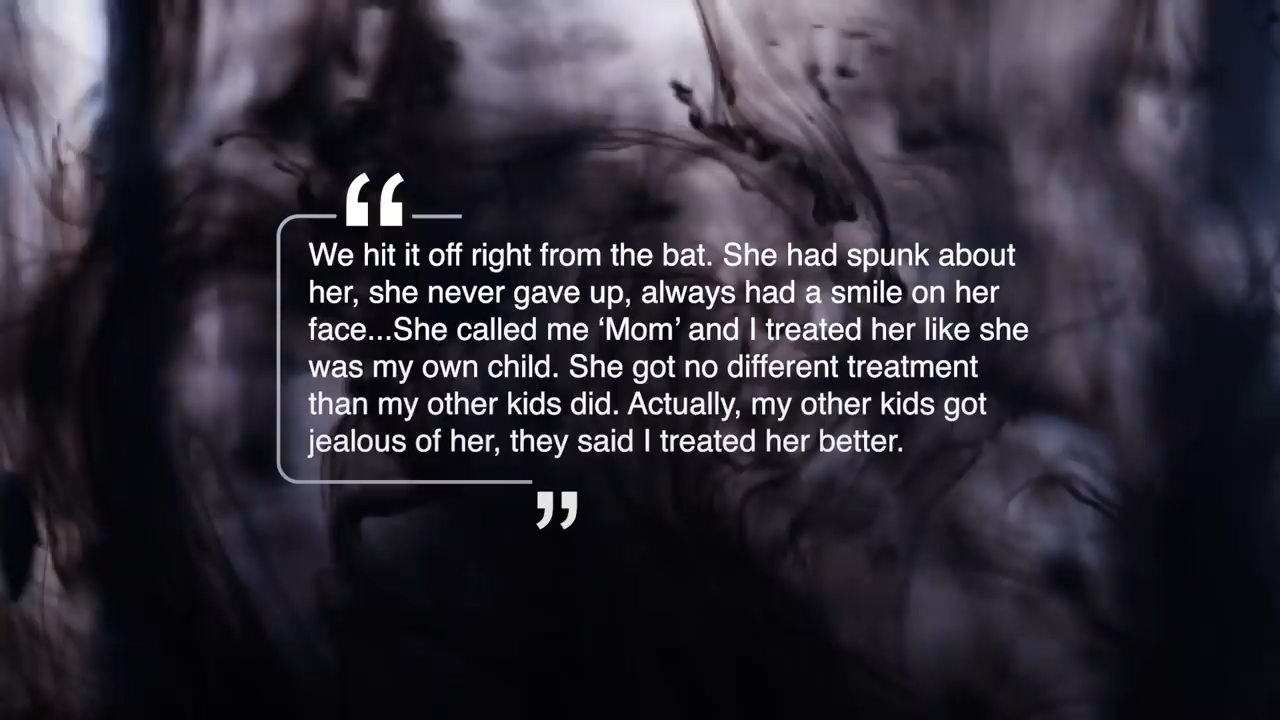 “
We hit it off right from the bat. She had spunk about
her, she never gave up, always had a smile on her
face...She called me ‘Mom’ and I treated her like she
was my own child. She got no different treatment
than my other kids did. Actually, my other kids got
jealous of her, they said I treated her better.
”